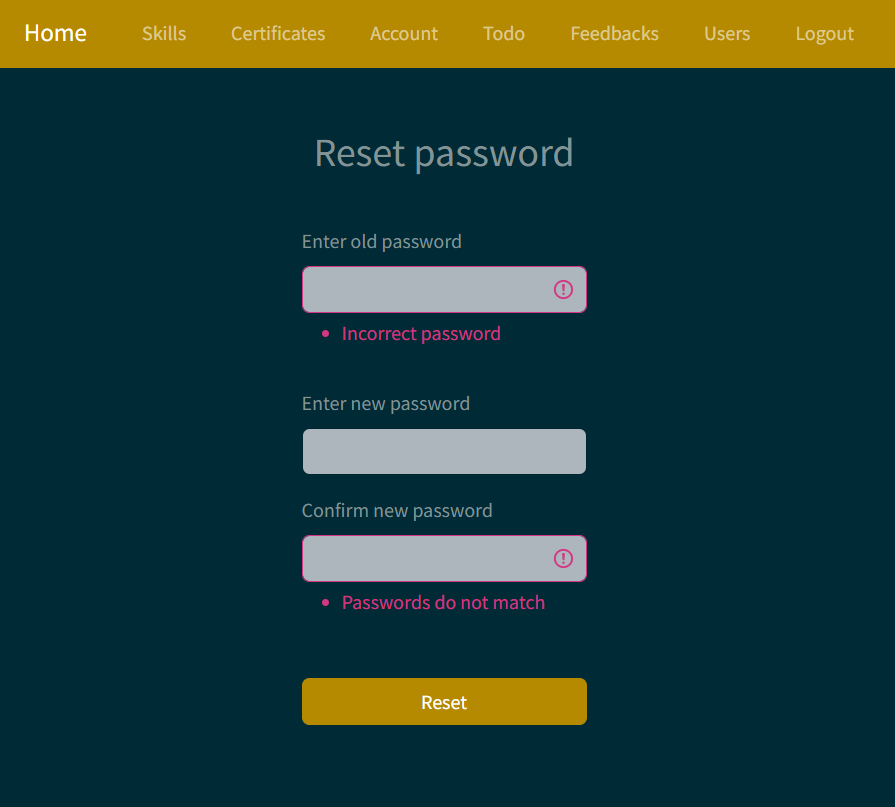 Home Skills Certificates Account Todo Feedbacks Users Logout
Reset password
Enter old password
Incorrect password
Enter new password
Confirm new password
Passwords do not match
Reset